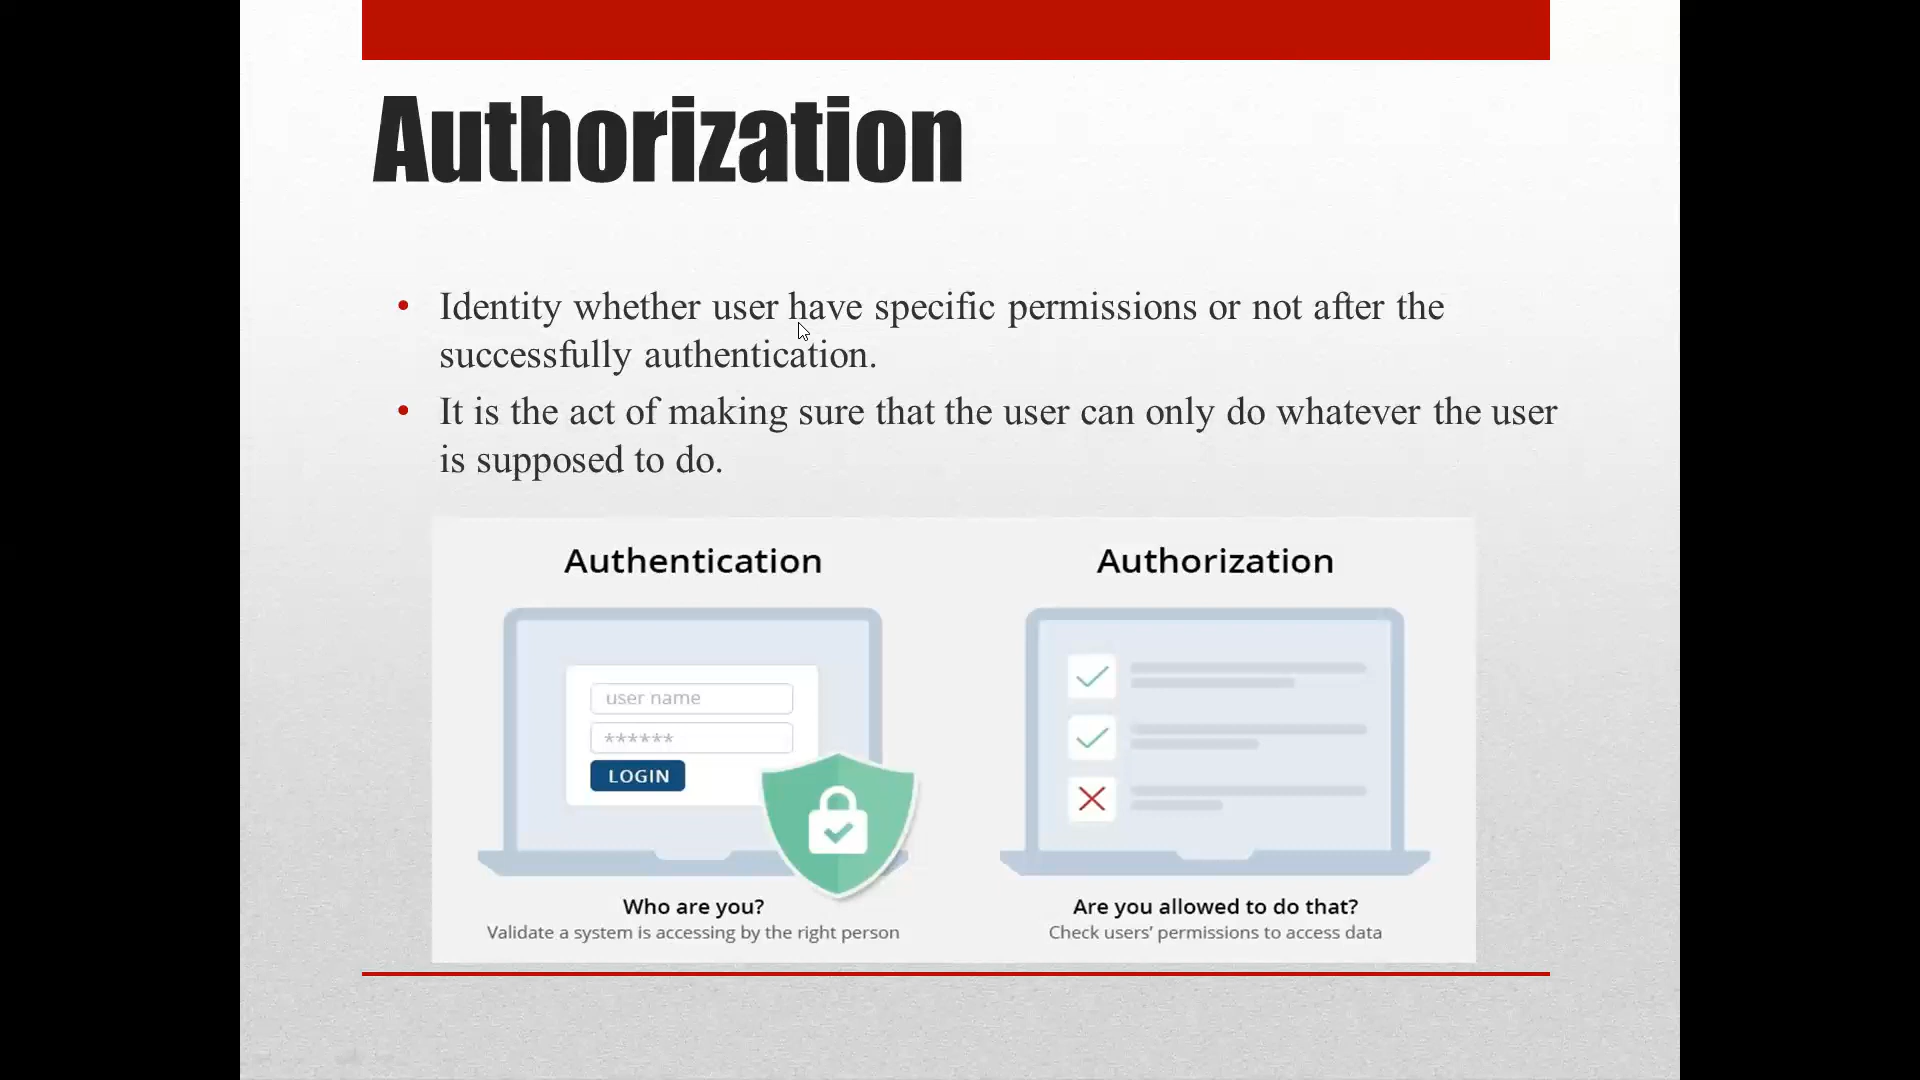 Authorization
• Identity whether user have specific permissions or not after the
successfully authentication.
• It is the act of making sure that the user can only do whatever the user
is supposed to do.
Authentication
user name
******
LOGIN
Who are you?
Validate a system is accessing by the right person
Authorization
Are you allowed to do that?
Check users’ permissions to access data